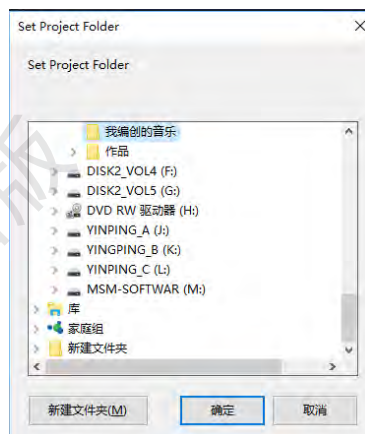 Set Project Folder
Set Project Folder
我编创的音乐
作品
DISK2_VOL4 (F:)
DISK2_VOL5 (G:)
DVD RW 驱动器 (H:)
YINPING_A (J:)
YINGPING_B (K:)
YINPING_C (L:)
MSM-SOFTWAR (M:)
库
家庭组
新建文件夹
新建文件夹(M)
确定
取消
版